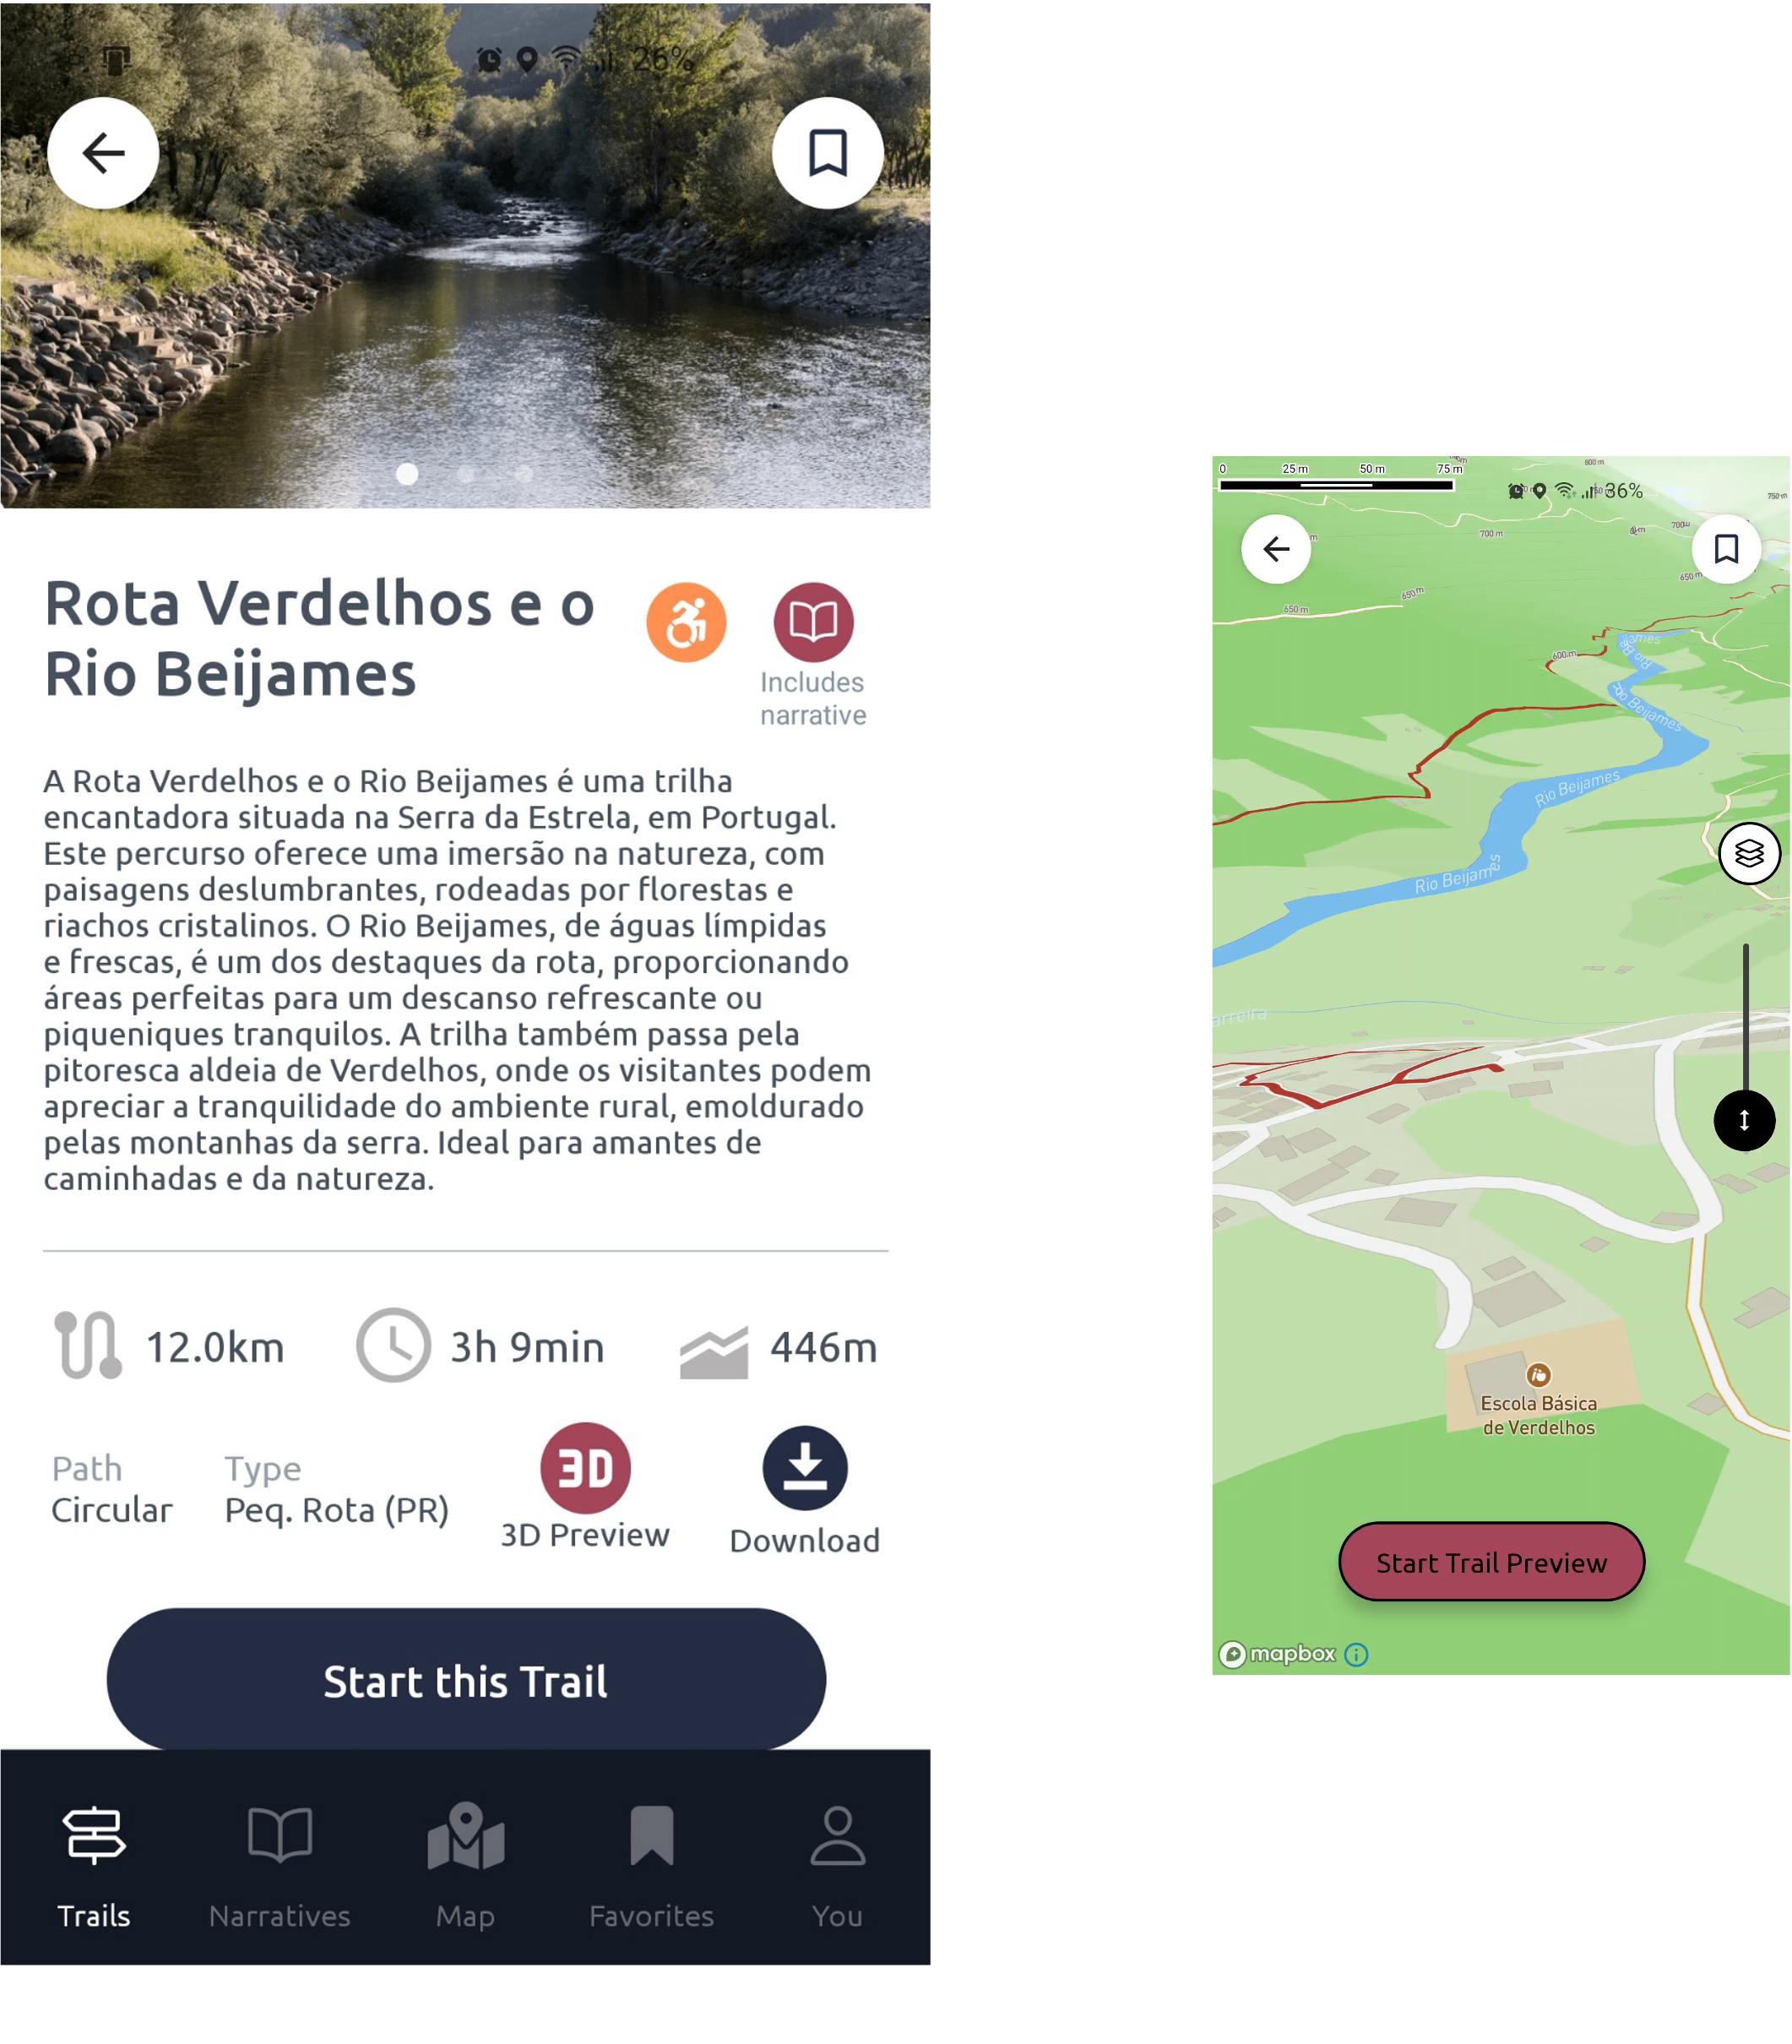 26%
Rota Verdelhos e o
Rio Beijames
Includes
narrative
A Rota Verdelhos e o Rio Beijames é uma trilha
encantadora situada na Serra da Estrela, em Portugal.
Este percurso oferece uma imersão na natureza, com
paisagens deslumbrantes, rodeadas por florestas e
riachos cristalinos. O Rio Beijames, de águas límpidas
e frescas, é um dos destaques da rota, proporcionando
áreas perfeitas para um descanso refrescante ou
piqueniques tranquilos. A trilha também passa pela
pitoresca aldeia de Verdelhos, onde os visitantes podem
apreciar a tranquilidade do ambiente rural, emoldurado
pelas montanhas da serra. Ideal para amantes de
caminhadas e da natureza.
12.0km
3h 9min
446m
Path
Circular
Type
Peq. Rota (PR)
3D
3D Preview
Download
Start this Trail
Trails
Narratives
Map
Favorites
You
0 25 m 50 m 75 m
800 m
36%
750 m
700 m
700
650 m
650 m
650 m
600 m
Rio Beijames
Rio Beijames
Rio Beijames
arreira
Escola Básica
de Verdelhos
Start Trail Preview
mapbox